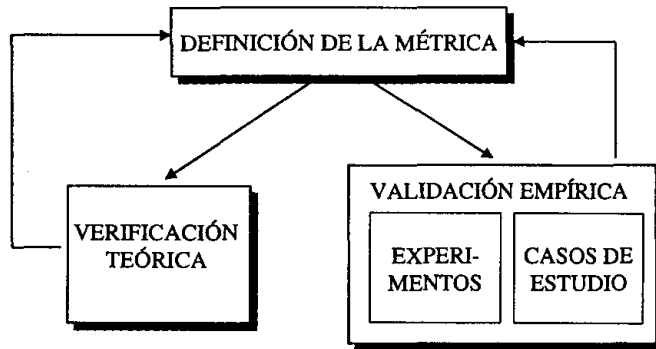 DEFINICIÓN DE LA MÉTRICA
VERIFICACIÓN
TEÓRICA
VALIDACIÓN EMPÍRICA
EXPERI-
MENTOS
CASOS DE
ESTUDIO